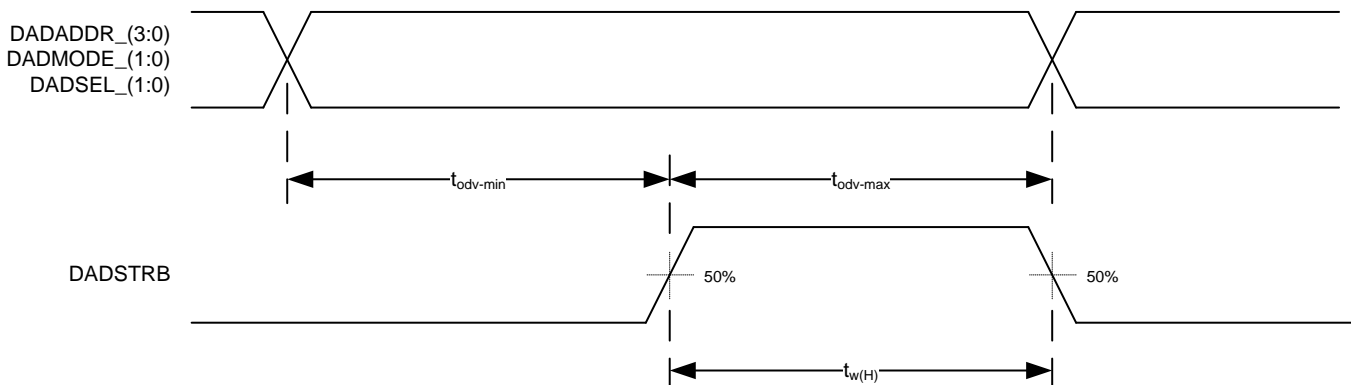 DADADDR_(3:0)
DADMODE_(1:0)
DADSEL_(1:0)
todv-min
todv-max
DADSTRB
50%
50%
tw(H)